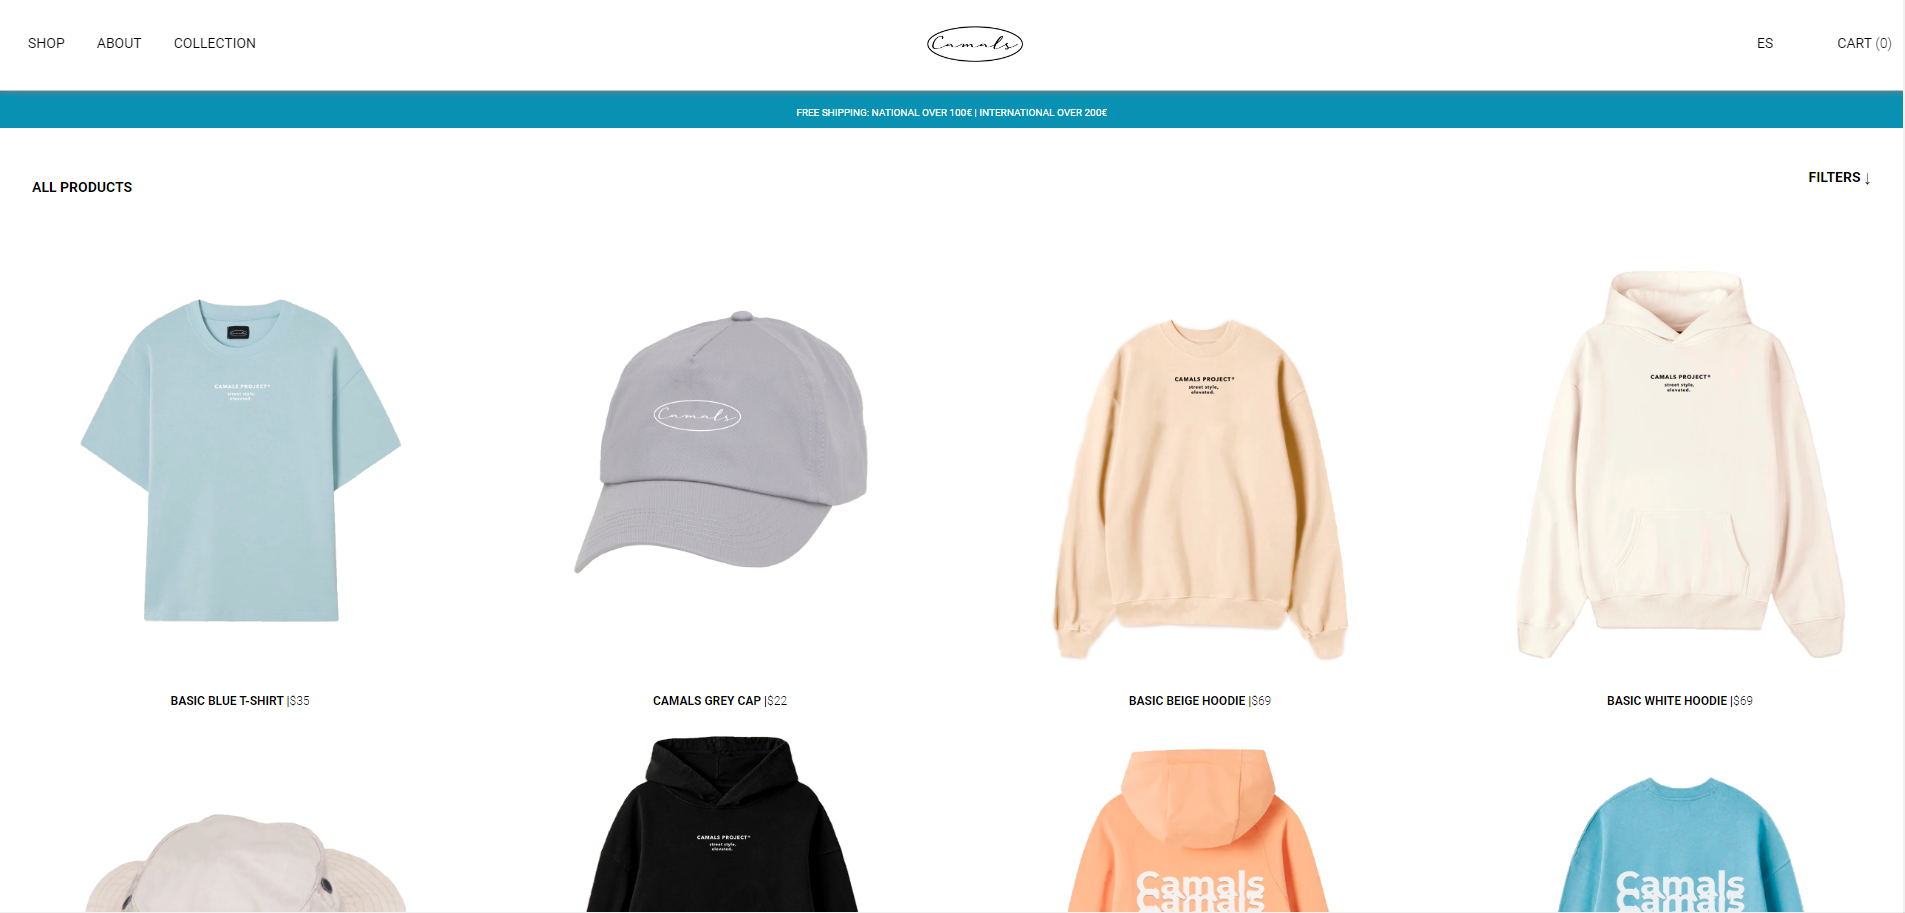 SHOP ABOUT COLLECTION Camals ES CART (0)
FREE SHIPPING: NATIONAL OVER 100€ | INTERNATIONAL OVER 200€
ALL PRODUCTS
FILTERS ↓
Camals
CAMALS PROJECT®
street style,
elevated.
Camals
CAMALS PROJECT®
street style,
elevated.
CAMALS PROJECT®
street style,
elevated.
BASIC BLUE T-SHIRT |$35
CAMALS GREY CAP |$22
BASIC BEIGE HOODIE |$69
BASIC WHITE HOODIE |$69
CAMALS PROJECT®
street style,
elevated.
Camals
Camals
Camals
Camals